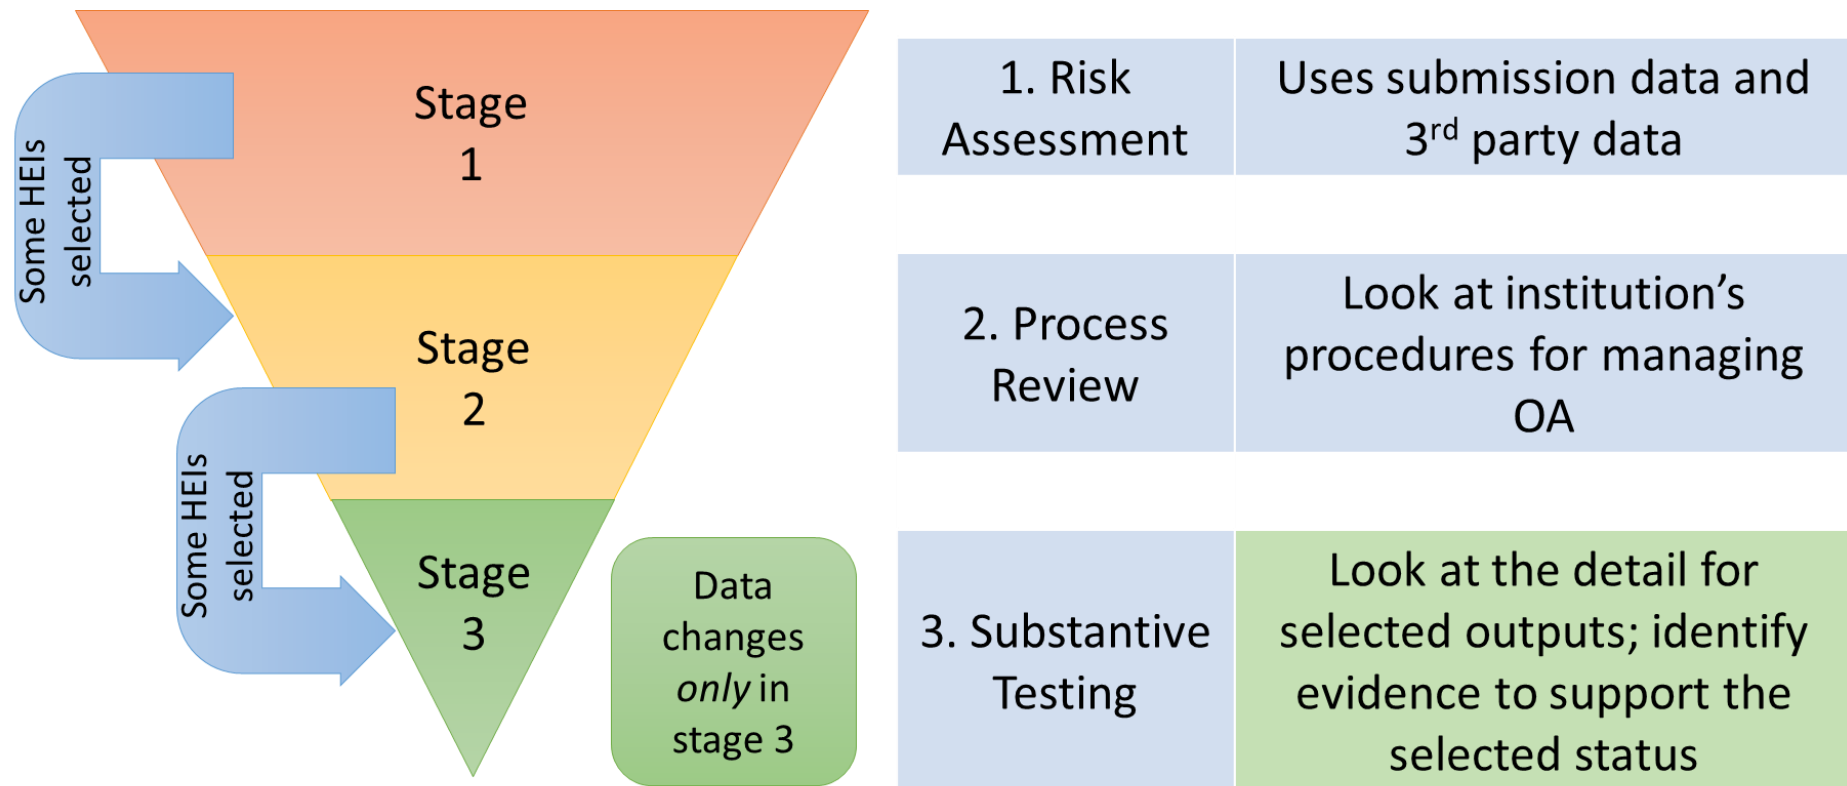 Stage
1
Some HEIs
selected
Stage
2
Some HEIs
selected
Stage
3
Data
changes
only in
stage 3
1. Risk
Assessment
Uses submission data and
3rd party data
2. Process
Review
Look at institution’s
procedures for managing
OA
3. Substantive
Testing
Look at the detail for
selected outputs; identify
evidence to support the
selected status